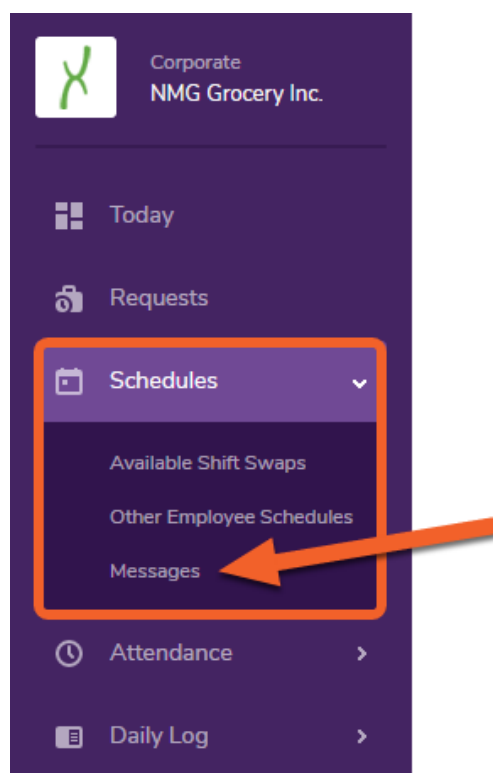 Corporate
NMG Grocery Inc.
Today
Requests
Schedules
Available Shift Swaps
Other Employee Schedules
Messages
Attendance
Daily Log